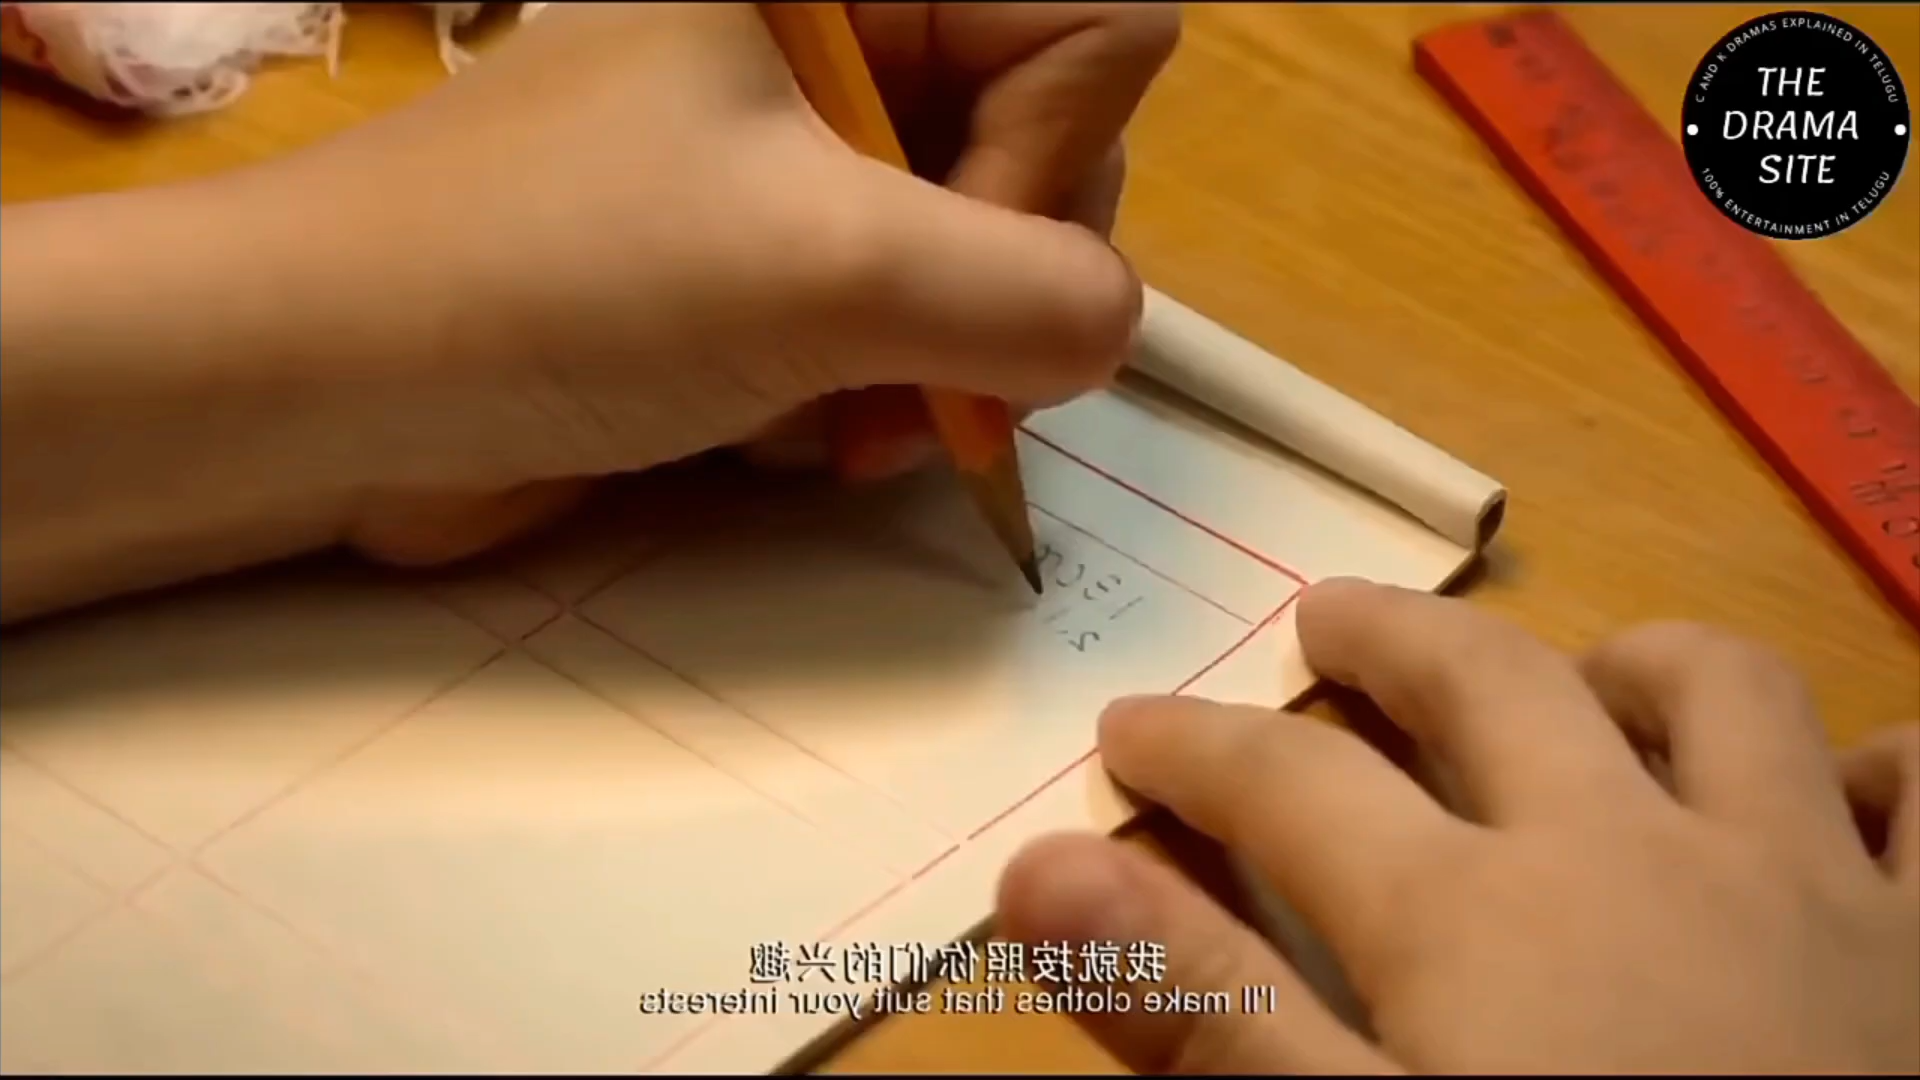 C AND K DRAMAS EXPLAINED IN TELUGU
THE
DRAMA
SITE
100% ENTERTAINMENT IN TELUGU
我就按照你们的兴趣
I'll make clothes that suit your interests